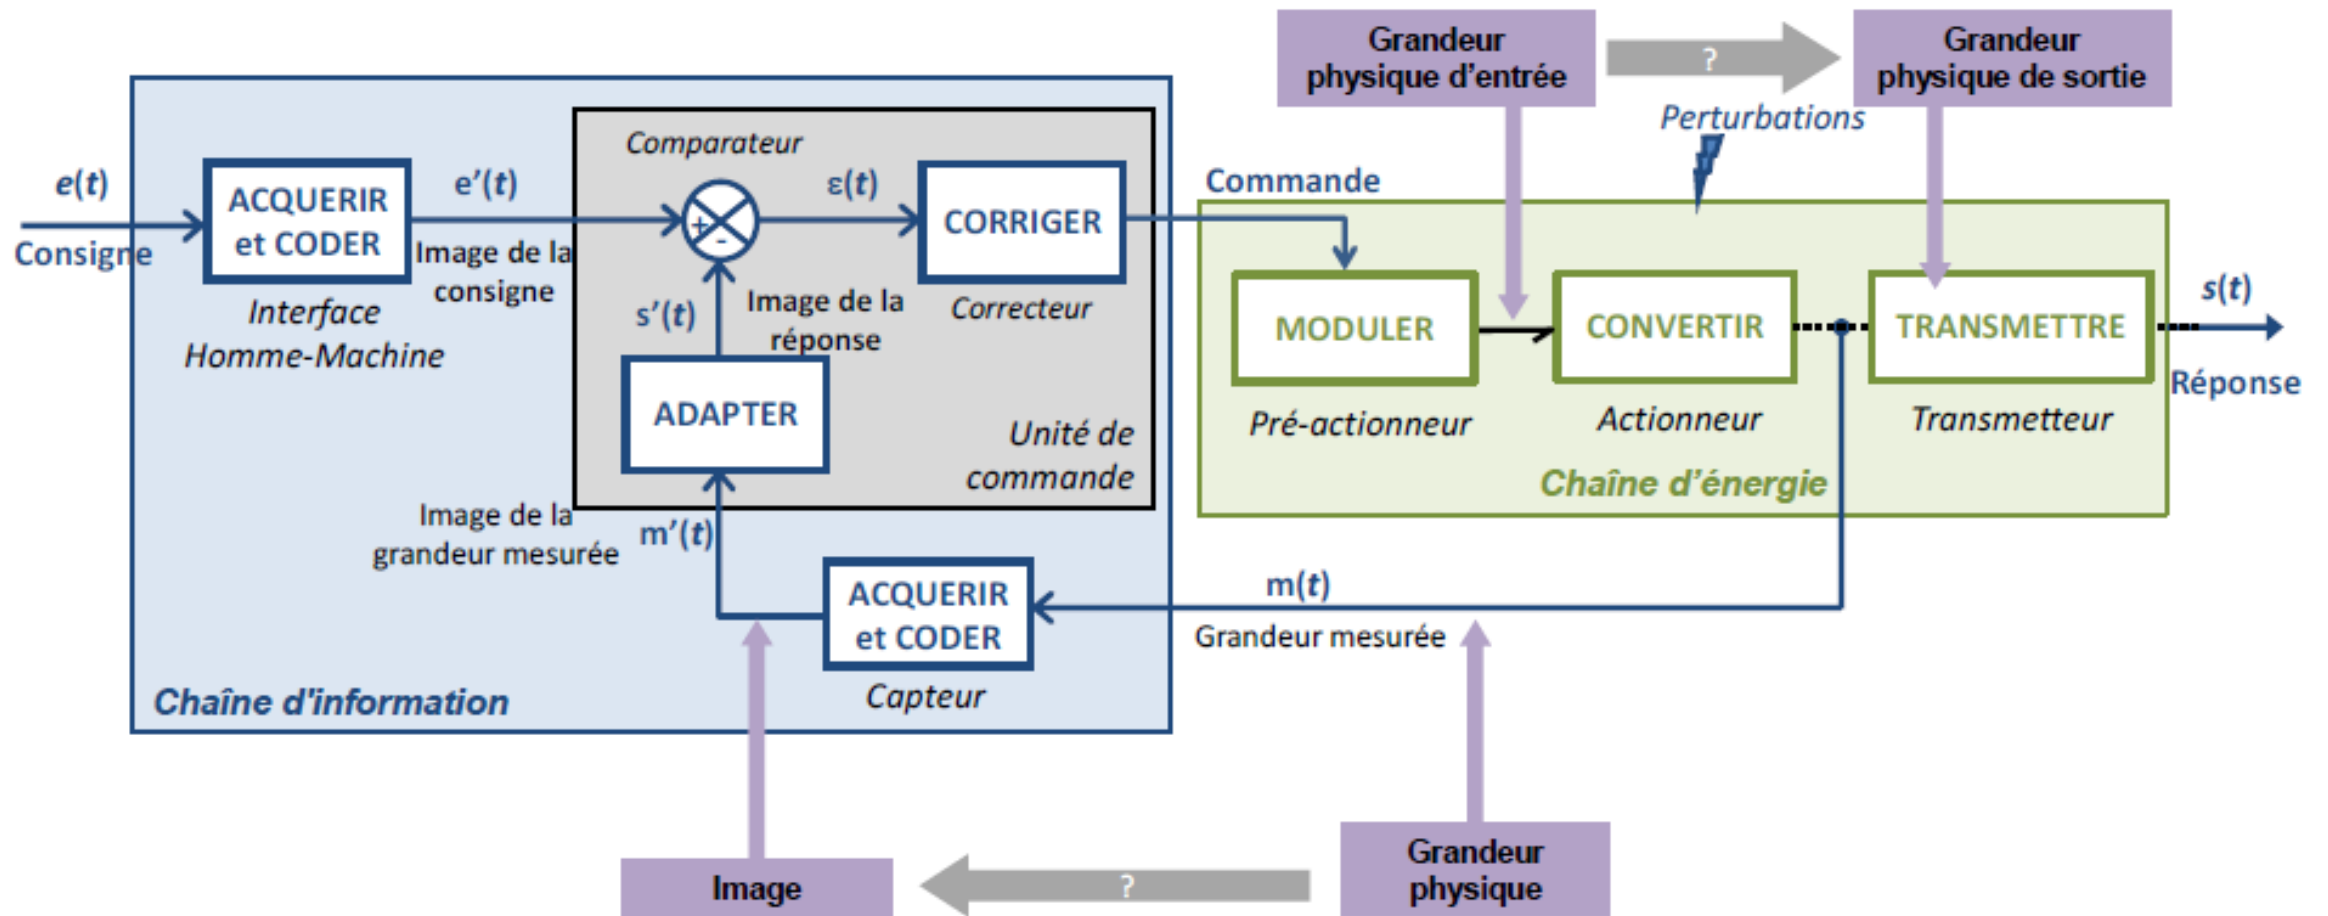 Grandeur
physique d'entrée
?
Grandeur
physique de sortie
Perturbations
Comparateur
e(t)
Consigne
ACQUERIR
et CODER
Interface
Homme-Machine
e’(t)
Image de la
consigne
+
-
ε(t)
CORRIGER
Correcteur
Commande
s’(t)
Image de la
réponse
ADAPTER
Unité de
commande
MODULER
Pré-actionneur
CONVERTIR
Actionneur
TRANSMETTRE
Transmetteur
s(t)
Réponse
Chaîne d’énergie
Image de la
grandeur mesurée
m’(t)
ACQUERIR
et CODER
Capteur
m(t)
Grandeur mesurée
Chaîne d'information
Image
?
Grandeur
physique